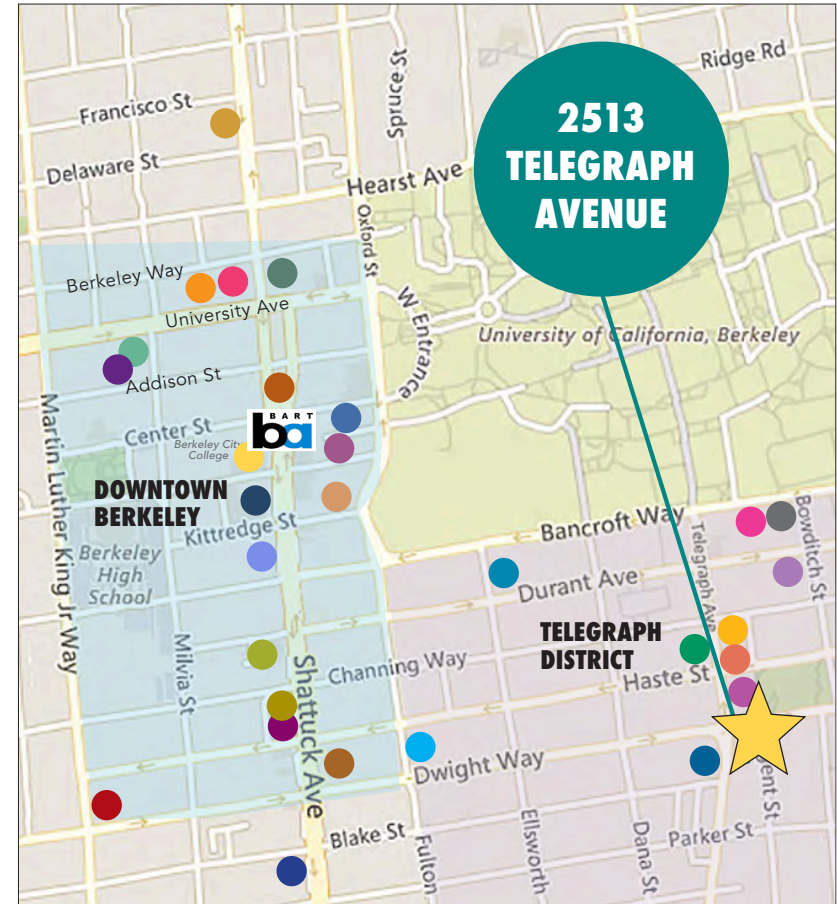 Ridge Rd
Spruce St
Francisco St
2513
TELEGRAPH
AVENUE
Delaware St
Hearst Ave
Oxford St
Berkeley Way
University Ave
W Entrance
University of California, Berkeley
Addison St
Martin Luther King Jr Way
Center St
BART
ba
Berkeley City
College
DOWNTOWN
BERKELEY
Kittredge St
Bancroft Way
Bowditch St
Telegraph Ave
Berkeley
High
School
Durant Ave
TELEGRAPH
DISTRICT
Milvia St
Shattuck Ave
Channing Way
Haste St
Dwight Way
Blake St
Fulton
Ellsworth
Dana St
Parker St